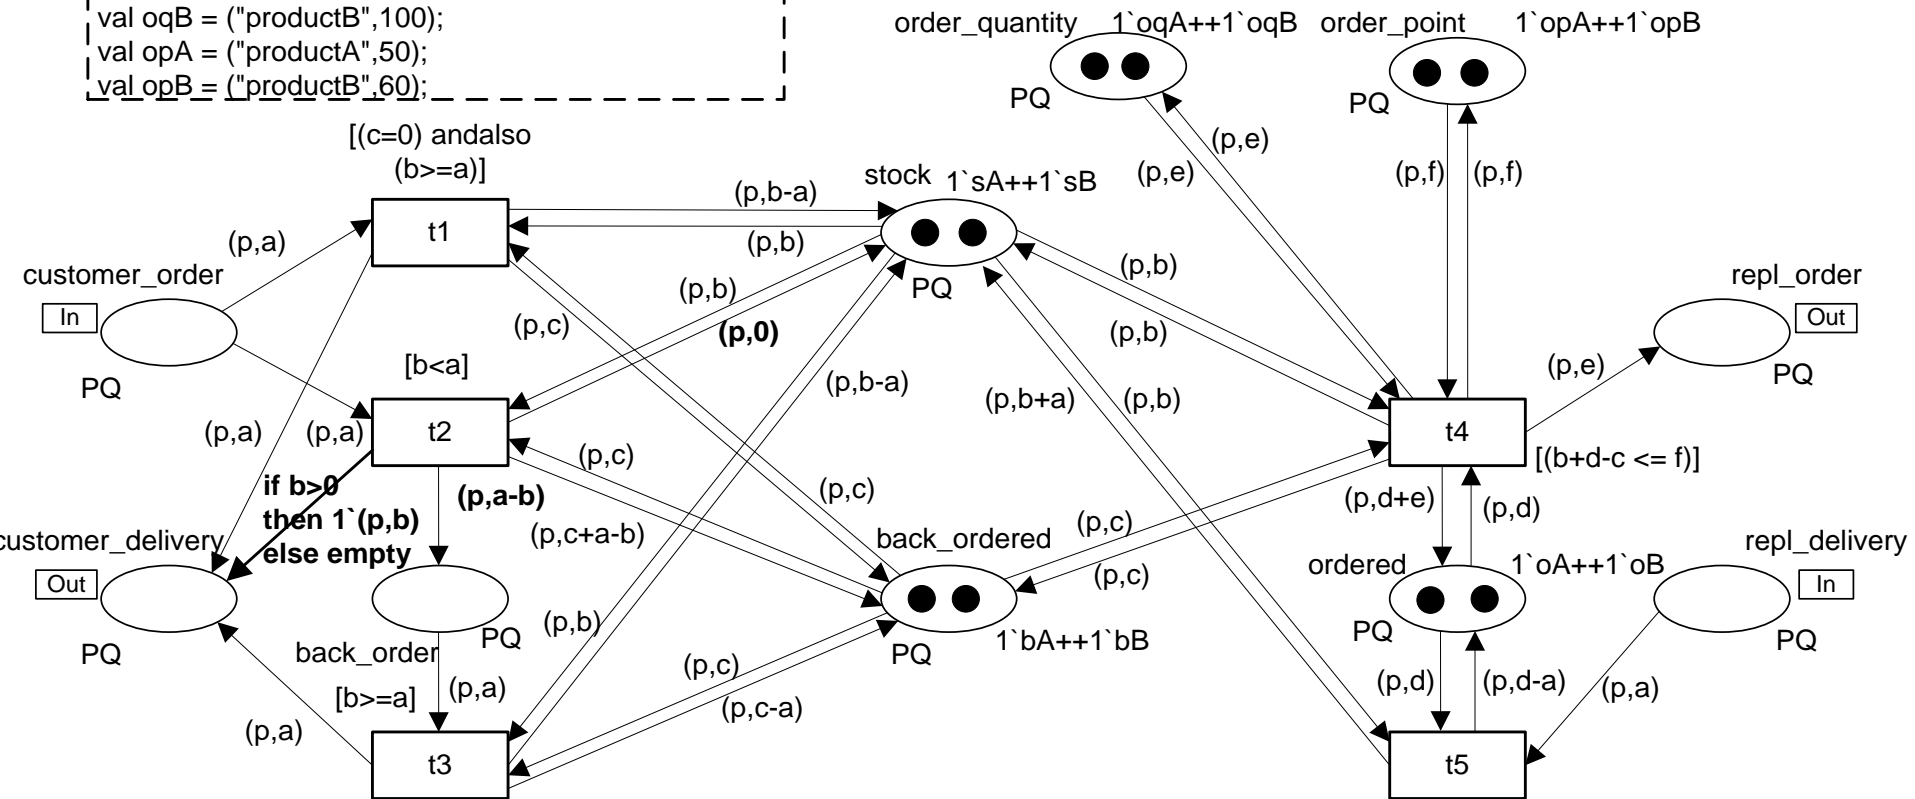 val oqB = ("productB",100);
val opA = ("productA",50);
val opB = ("productB",60);
order_quantity 1`oqA++1`oqB order_point 1`opA++1`opB
PQ
PQ
[(c=0) andalso
(b>=a)]
(p,e)
(p,e)
(p,f) (p,f)
stock 1`sA++1`sB
(p,b-a)
t1
(p,b)
(p,a)
PQ
(p,b)
customer_order
In
PQ
(p,b)
(p,0)
(p,c)
(p,b)
repl_order
Out
PQ
(p,e)
[b<a]
t2
(p,a)
(p,a)
(p,b-a)
(p,b+a)
(p,b)
t4
[(b+d-c <= f)]
(p,c)
if b>0
then 1`(p,b)
else empty
(p,a-b)
(p,c+a-b)
(p,c)
(p,c)
(p,c)
(p,d+e)
(p,d)
customer_delivery
Out
PQ
back_ordered
PQ
1`bA++1`bB
ordered 1`oA++1`oB
PQ
repl_delivery
In
PQ
PQ
back_order
(p,b)
(p,c)
(p,c-a)
[b>=a]
(p,a)
(p,a)
t3
(p,d)
(p,d-a)
(p,a)
t5